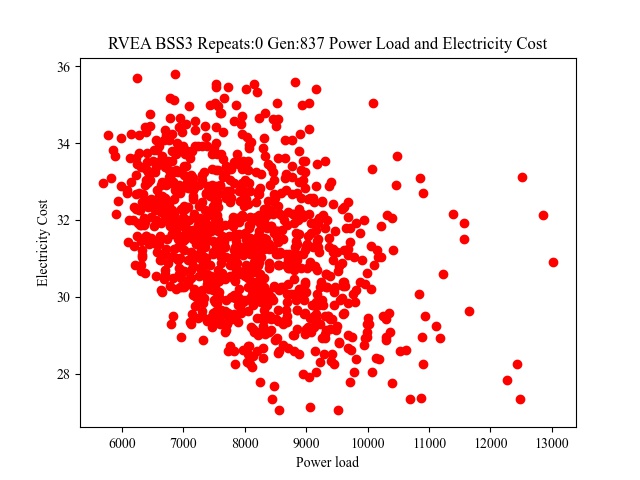 RVEA BSS3 Repeats:0 Gen:837 Power Load and Electricity Cost
36
34
32
30
28
Electricity Cost
6000 7000 8000 9000 10000 11000 12000 13000
Power load